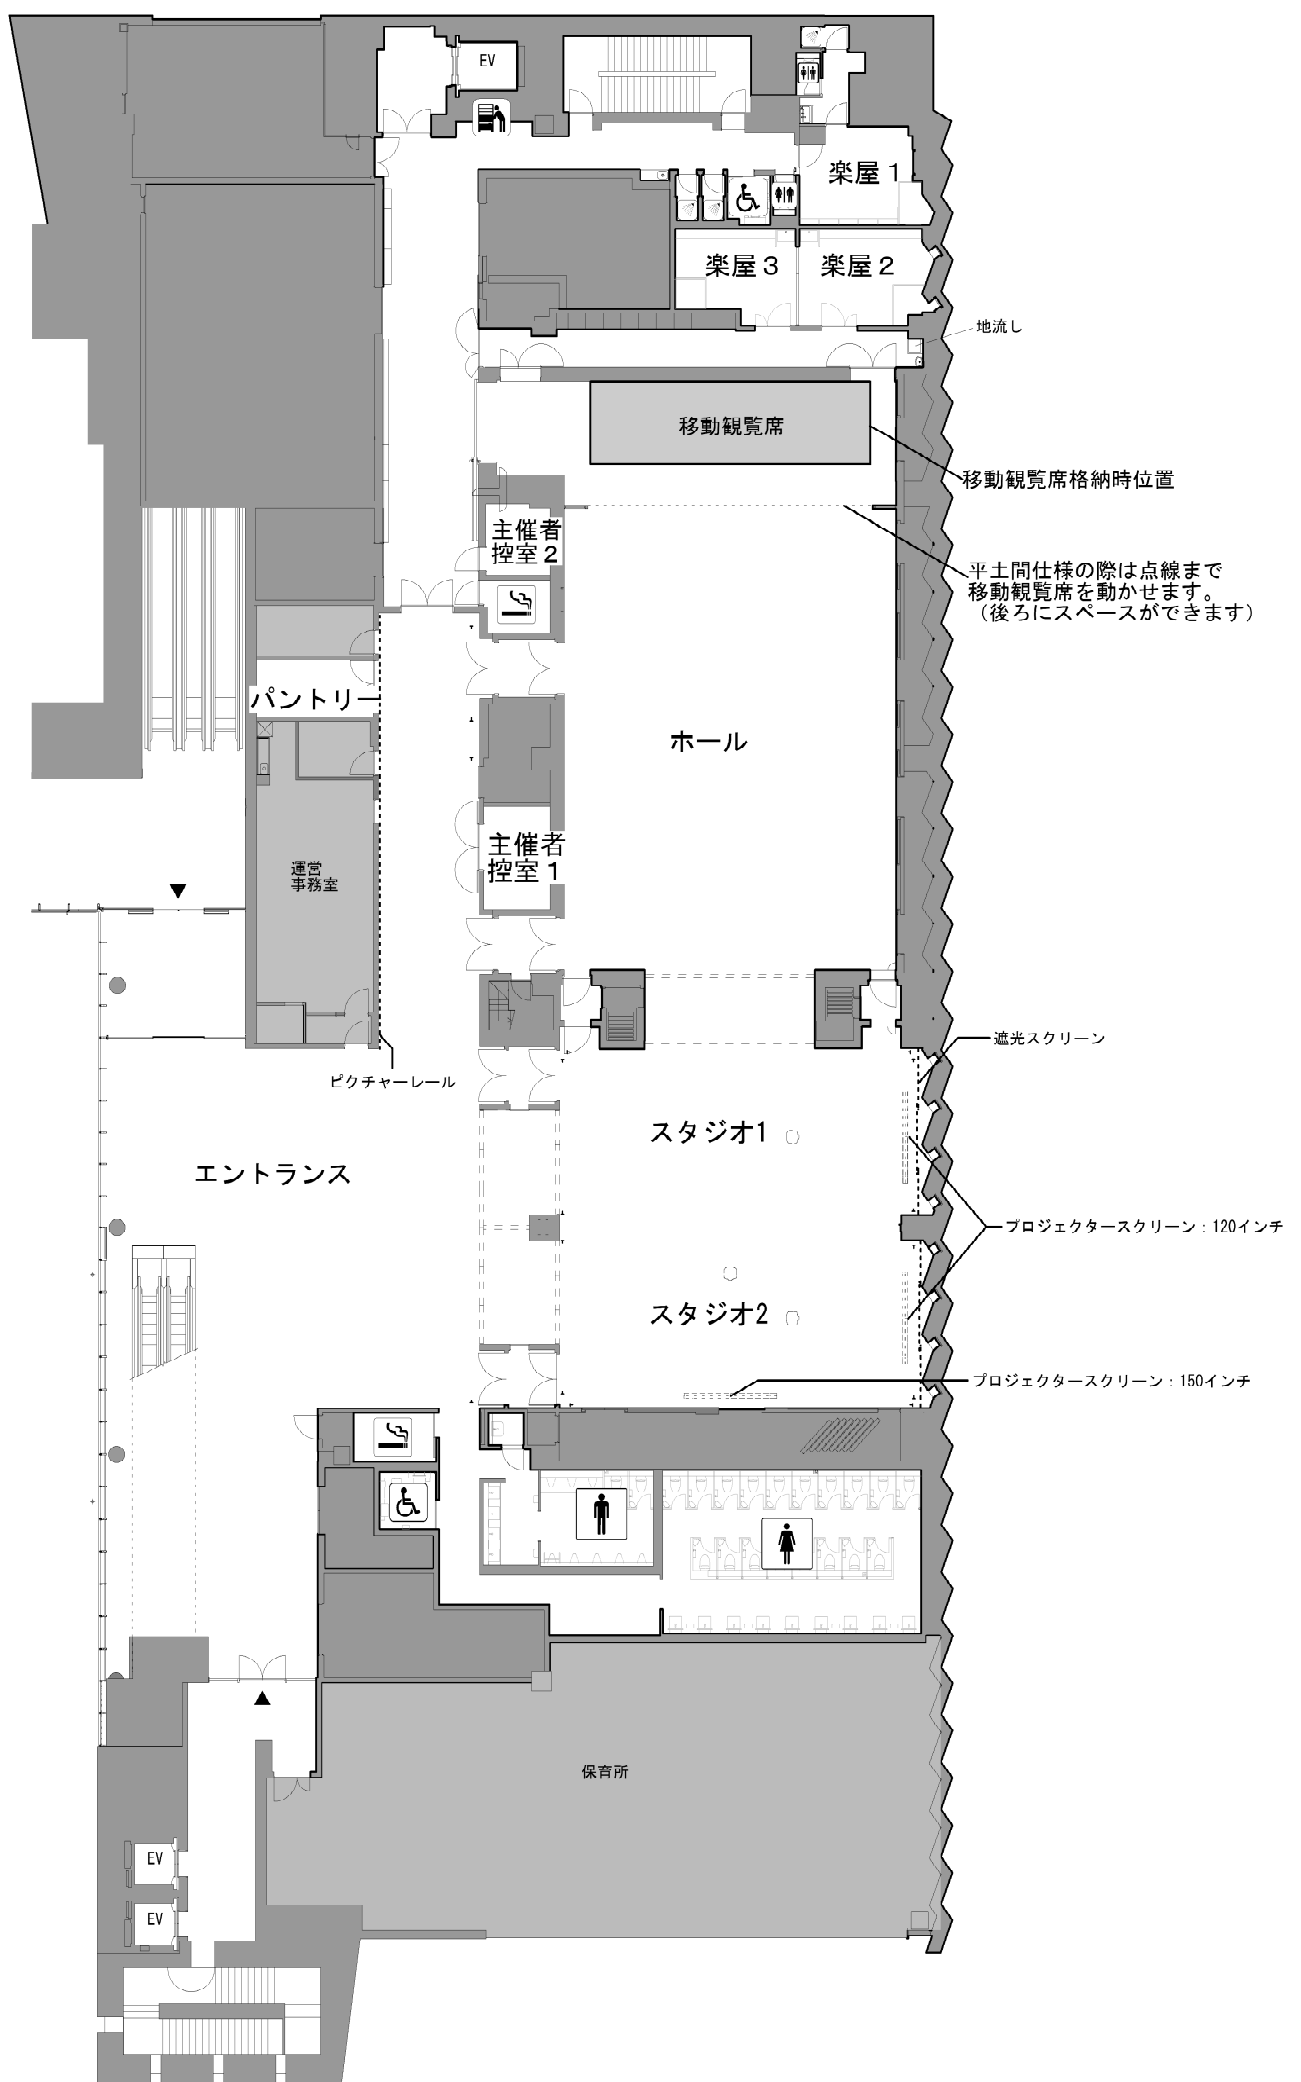 EV
楽屋１
楽屋３
楽屋２
地流し
移動観覧席
移動観覧席格納時位置
主催者
控室２
平土間仕様の際は点線まで
移動観覧席を動かせます。
（後ろにスペースができます）
パントリー
ホール
主催者
控室１
運営
事務室
遮光スクリーン
ピクチャーレール
スタジオ1
エントランス
プロジェクタースクリーン：120インチ
スタジオ2
プロジェクタースクリーン：150インチ
保育所
EV
EV